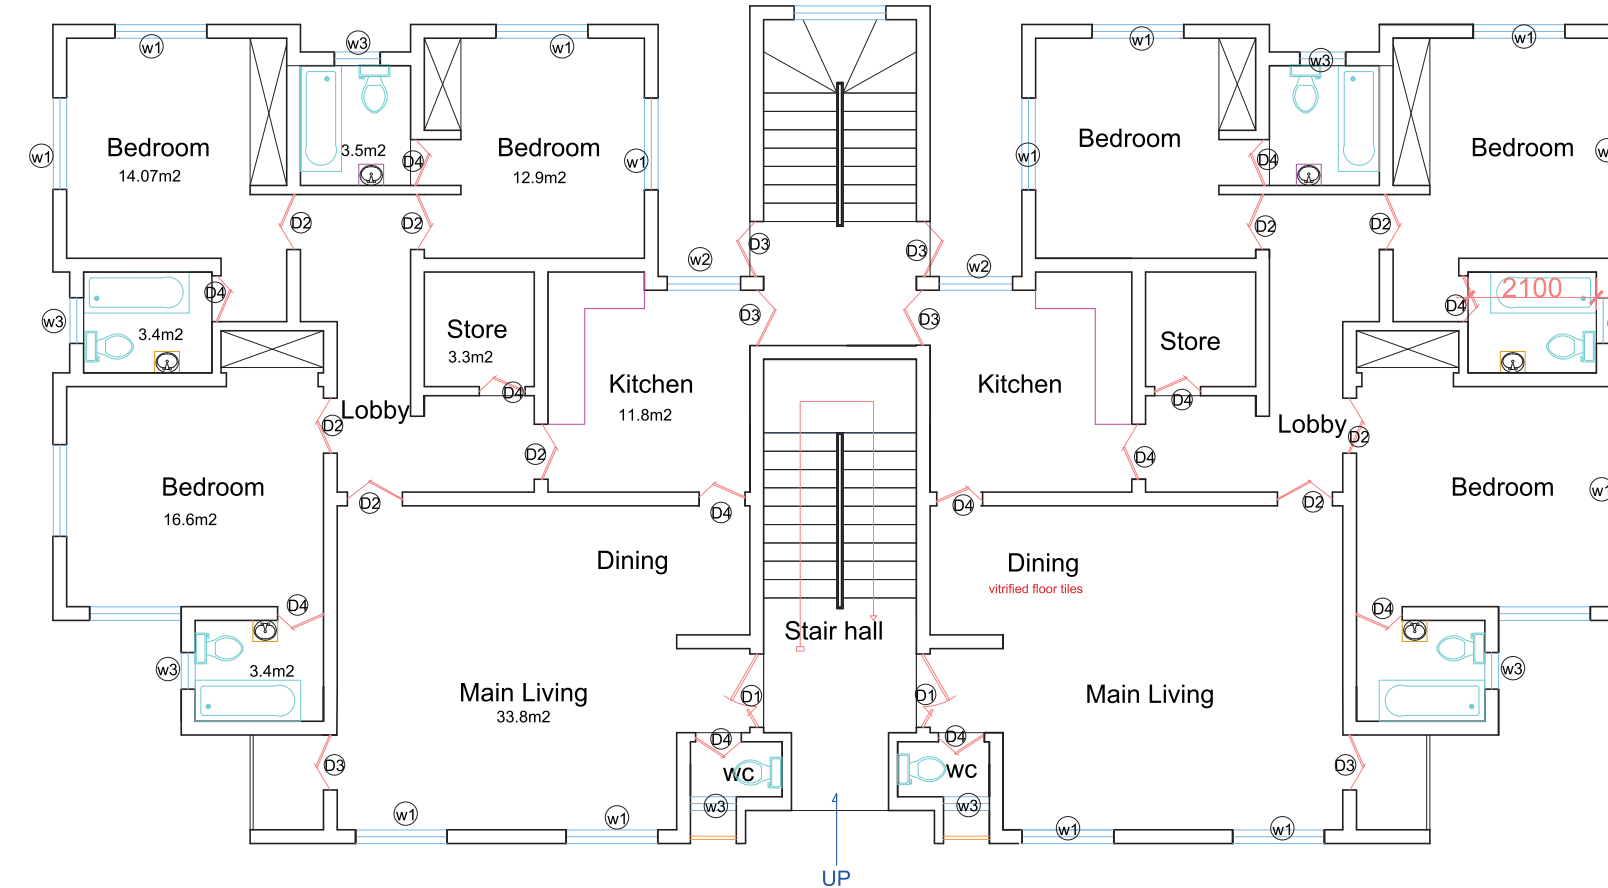 w1 w3 w1 w1 w3 w1
Bedroom
14.07m2
3.5m2
Bedroom
12.9m2
Bedroom
Bedroom
w1 D4 w1 w1 D4
D2 D2 D3 D3 D2 D2
w2 w2
D4 D4 2100
w3 3.4m2
D3 D3
Store
3.3m2
Store
Kitchen
11.8m2
Kitchen
D4 D4
Lobby
Lobby
D2 D2 D4 D2
Bedroom
16.6m2
Bedroom
D2 D4 D4 D2
Dining
Dining
vitrified floor tiles
D4 D4
Stair hall
w3 3.4m2 w3
Main Living
33.8m2
Main Living
D1 D1
D4 D4
D3 wc wc D3
w1 w1 w3 w3 w1 w1
UP